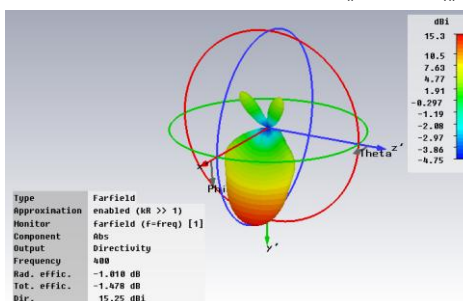 dBi
15.3
10.5
7.63
4.77
1.91
-0.297
-1.19
-2.08
-2.97
-3.86
-4.75
z'
Theta
x
Phi
y'
Type Farfield
Approximation enabled (kR >> 1)
Monitor farfield (f=freq) [1]
Component Abs
Output Directivity
Frequency 400
Rad. effic. -1.010 dB
Tot. effic. -1.478 dB
Dir. 15.25 dBi